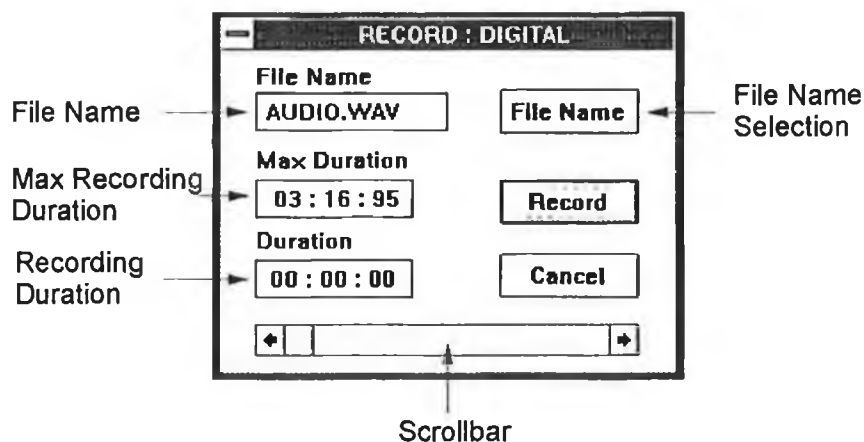 RECORD : DIGITAL
File Name
File Name
AUDIO.WAV
File Name
File Name
Selection
Max Duration
Max Recording
Duration
03 : 16 : 95
Record
Duration
Recording
Duration
00 : 00 : 00
Cancel
Scrollbar